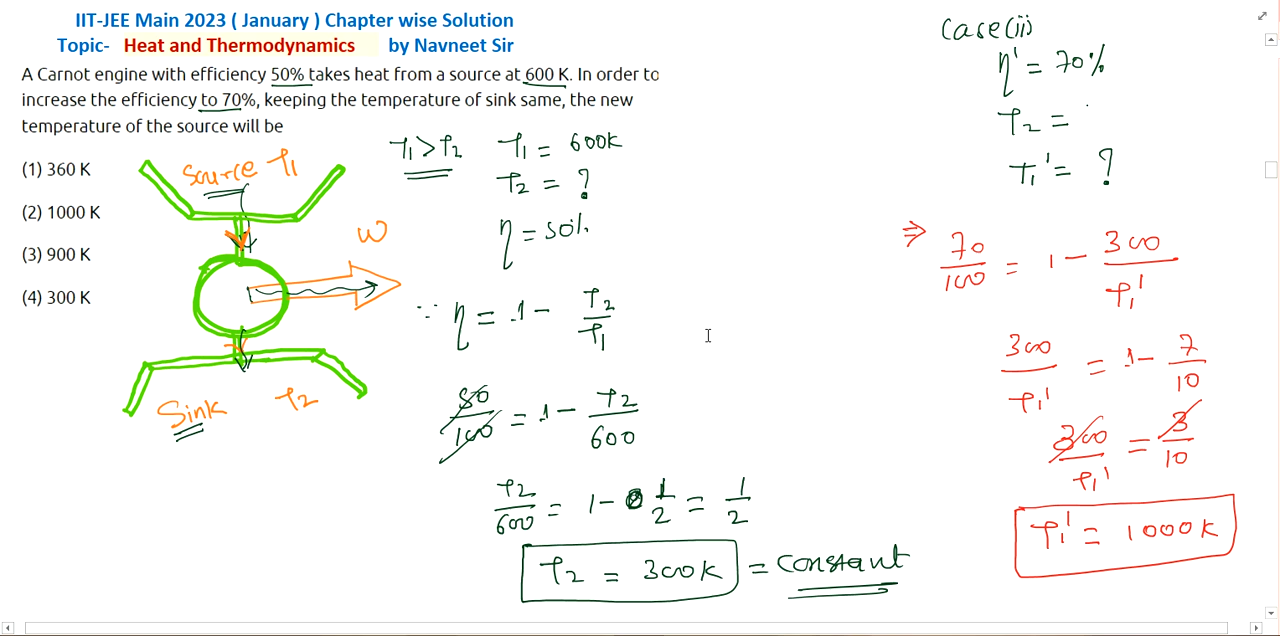 IIT-JEE Main 2023 ( January ) Chapter wise Solution
Topic- Heat and Thermodynamics by Navneet Sir
A Carnot engine with efficiency 50% takes heat from a source at 600 K. In order to
increase the efficiency to 70%, keeping the temperature of sink same, the new
temperature of the source will be
(1) 360 K
(2) 1000 K
(3) 900 K
(4) 300 K
Source T1
W
Sink T2
T1 > T2
T1 = 600K
T2 = ?
η = 50%
∵ η = 1 - T2/T1
50/100 = 1 - T2/600
T2/600 = 1 - 1/2 = 1/2
T2 = 300K = constant
Case(ii)
η' = 70%
T2 =
T1' = ?
⇒ 70/100 = 1 - 300/T1'
300/T1' = 1 - 7/10
300/T1' = 3/10
T1' = 1000K